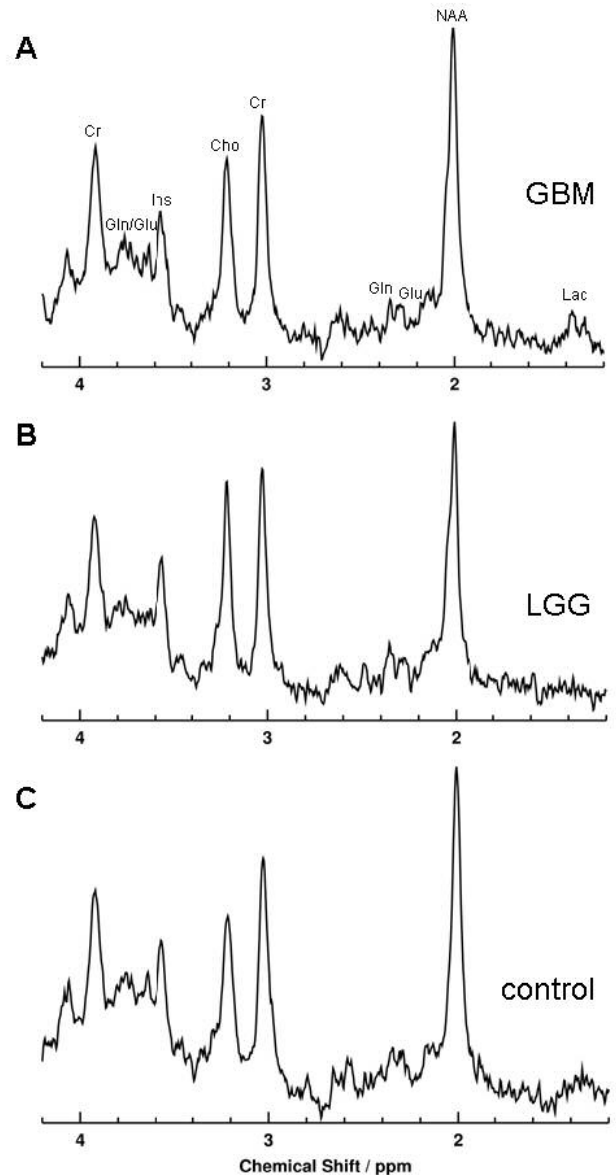 A
NAA
Cr
Cr
Cho
Ins
Gln/Glu
GBM
Gln
Glu
Lac
4
3
2
B
LGG
4
3
2
C
control
4
3
2
Chemical Shift / ppm